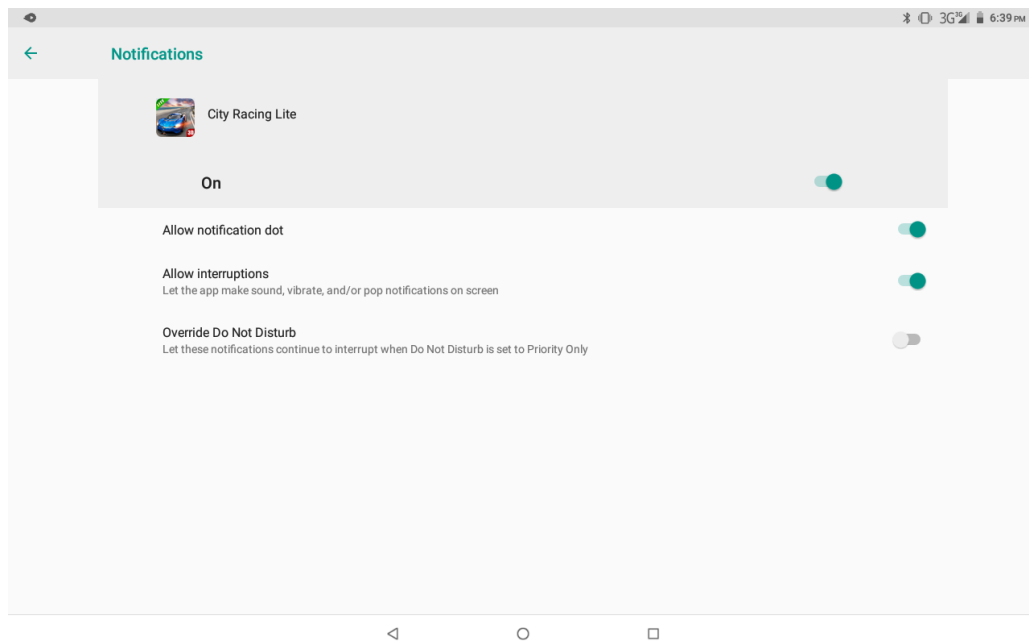 3G 3G 6:39 PM
Notifications
City Racing Lite
On
Allow notification dot
Allow interruptions
Let the app make sound, vibrate, and/or pop notifications on screen
Override Do Not Disturb
Let these notifications continue to interrupt when Do Not Disturb is set to Priority Only